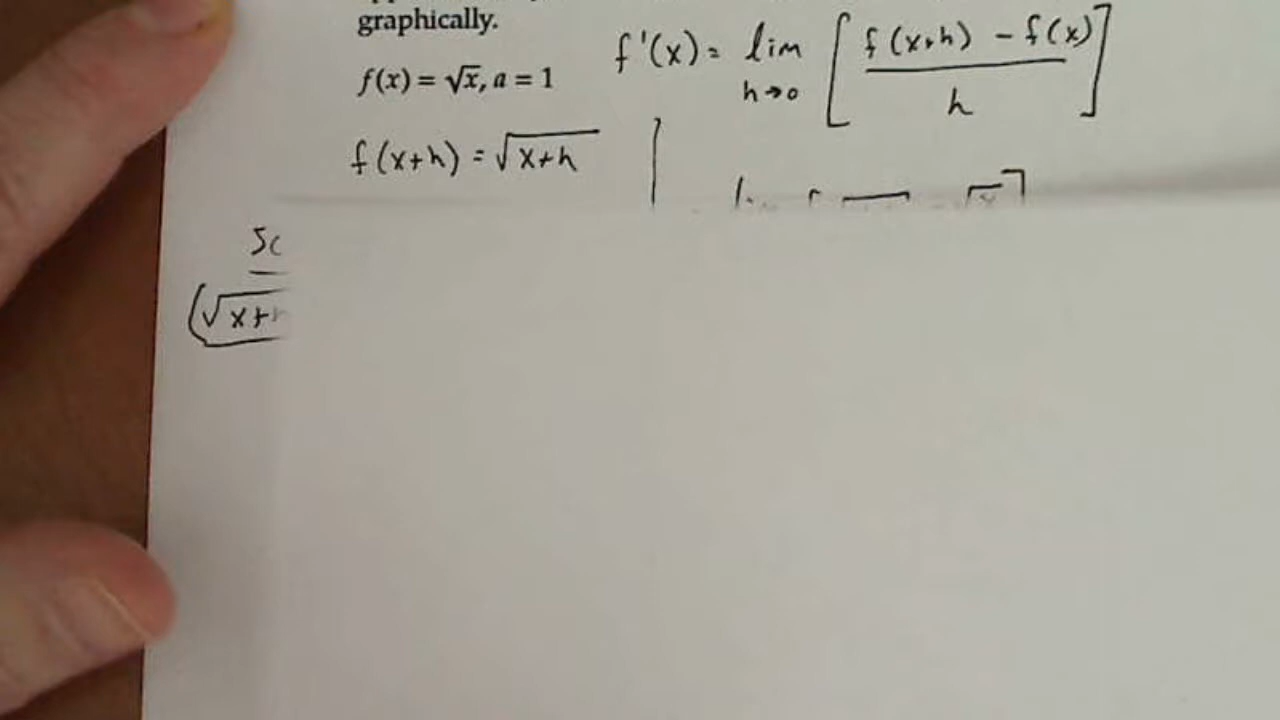 graphically.
f(x) = √x, a = 1
f'(x) = lim h→0 [ f(x+h) - f(x) / h ]
f(x+h) = √x+h
√x ]
(√x+h